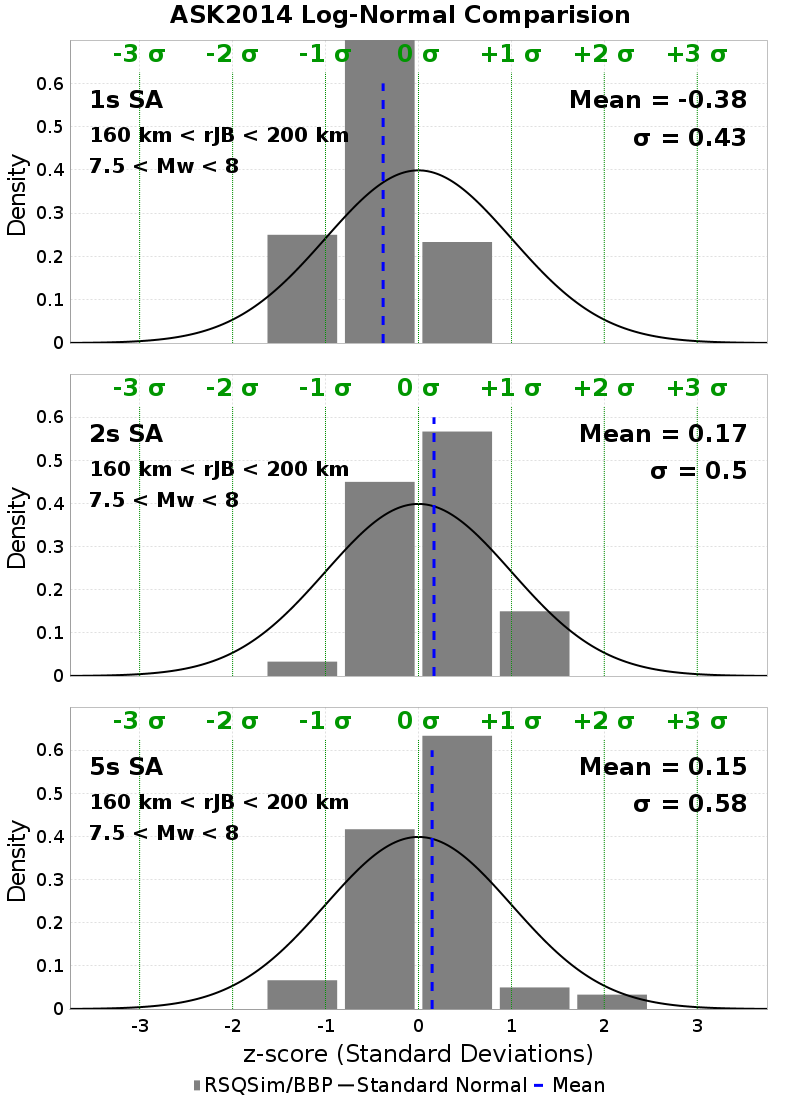 ASK2014 Log-Normal Comparision
-3 σ -2 σ -1 σ 0 σ +1 σ +2 σ +3 σ
1s SA
160 km < rJB < 200 km
7.5 < Mw < 8
Mean = -0.38
σ = 0.43
Density
0.6
0.5
0.4
0.3
0.2
0.1
0
-3 σ -2 σ -1 σ 0 σ +1 σ +2 σ +3 σ
2s SA
160 km < rJB < 200 km
7.5 < Mw < 8
Mean = 0.17
σ = 0.5
Density
0.6
0.5
0.4
0.3
0.2
0.1
0
-3 σ -2 σ -1 σ 0 σ +1 σ +2 σ +3 σ
5s SA
160 km < rJB < 200 km
7.5 < Mw < 8
Mean = 0.15
σ = 0.58
Density
0.6
0.5
0.4
0.3
0.2
0.1
0
-3 -2 -1 0 1 2 3
z-score (Standard Deviations)
RSQSim/BBP Standard Normal Mean